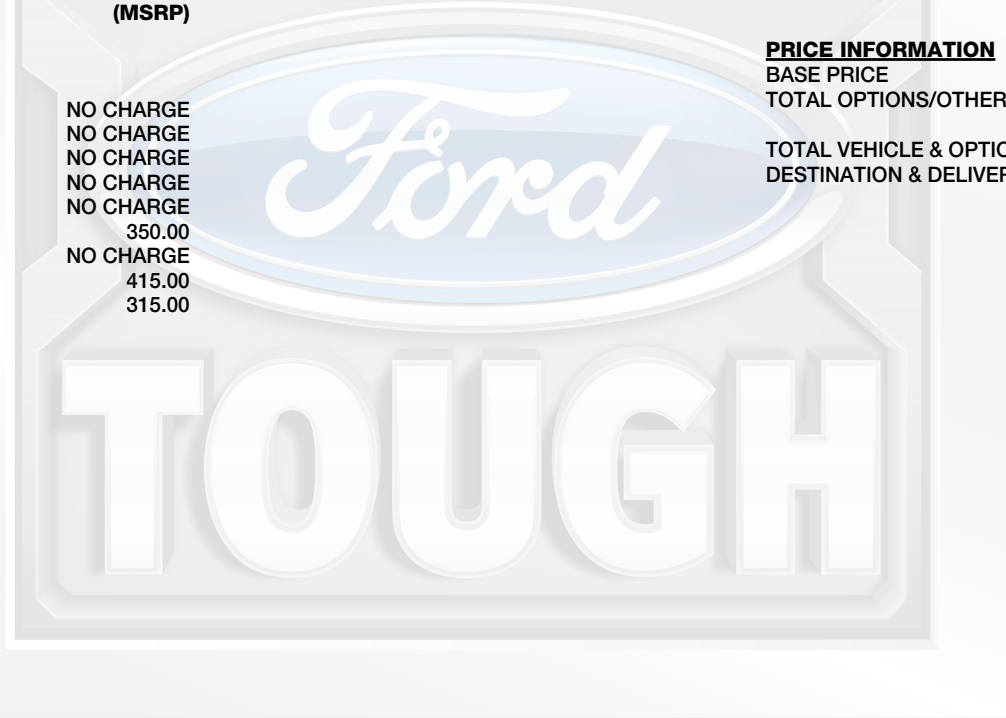 (MSRP)
NO CHARGE
NO CHARGE
NO CHARGE
NO CHARGE
NO CHARGE
350.00
NO CHARGE
415.00
315.00
PRICE INFORMATION
BASE PRICE
TOTAL OPTIONS/OTHER
TOTAL VEHICLE & OPTIO
DESTINATION & DELIVER
Ford
TOUGH